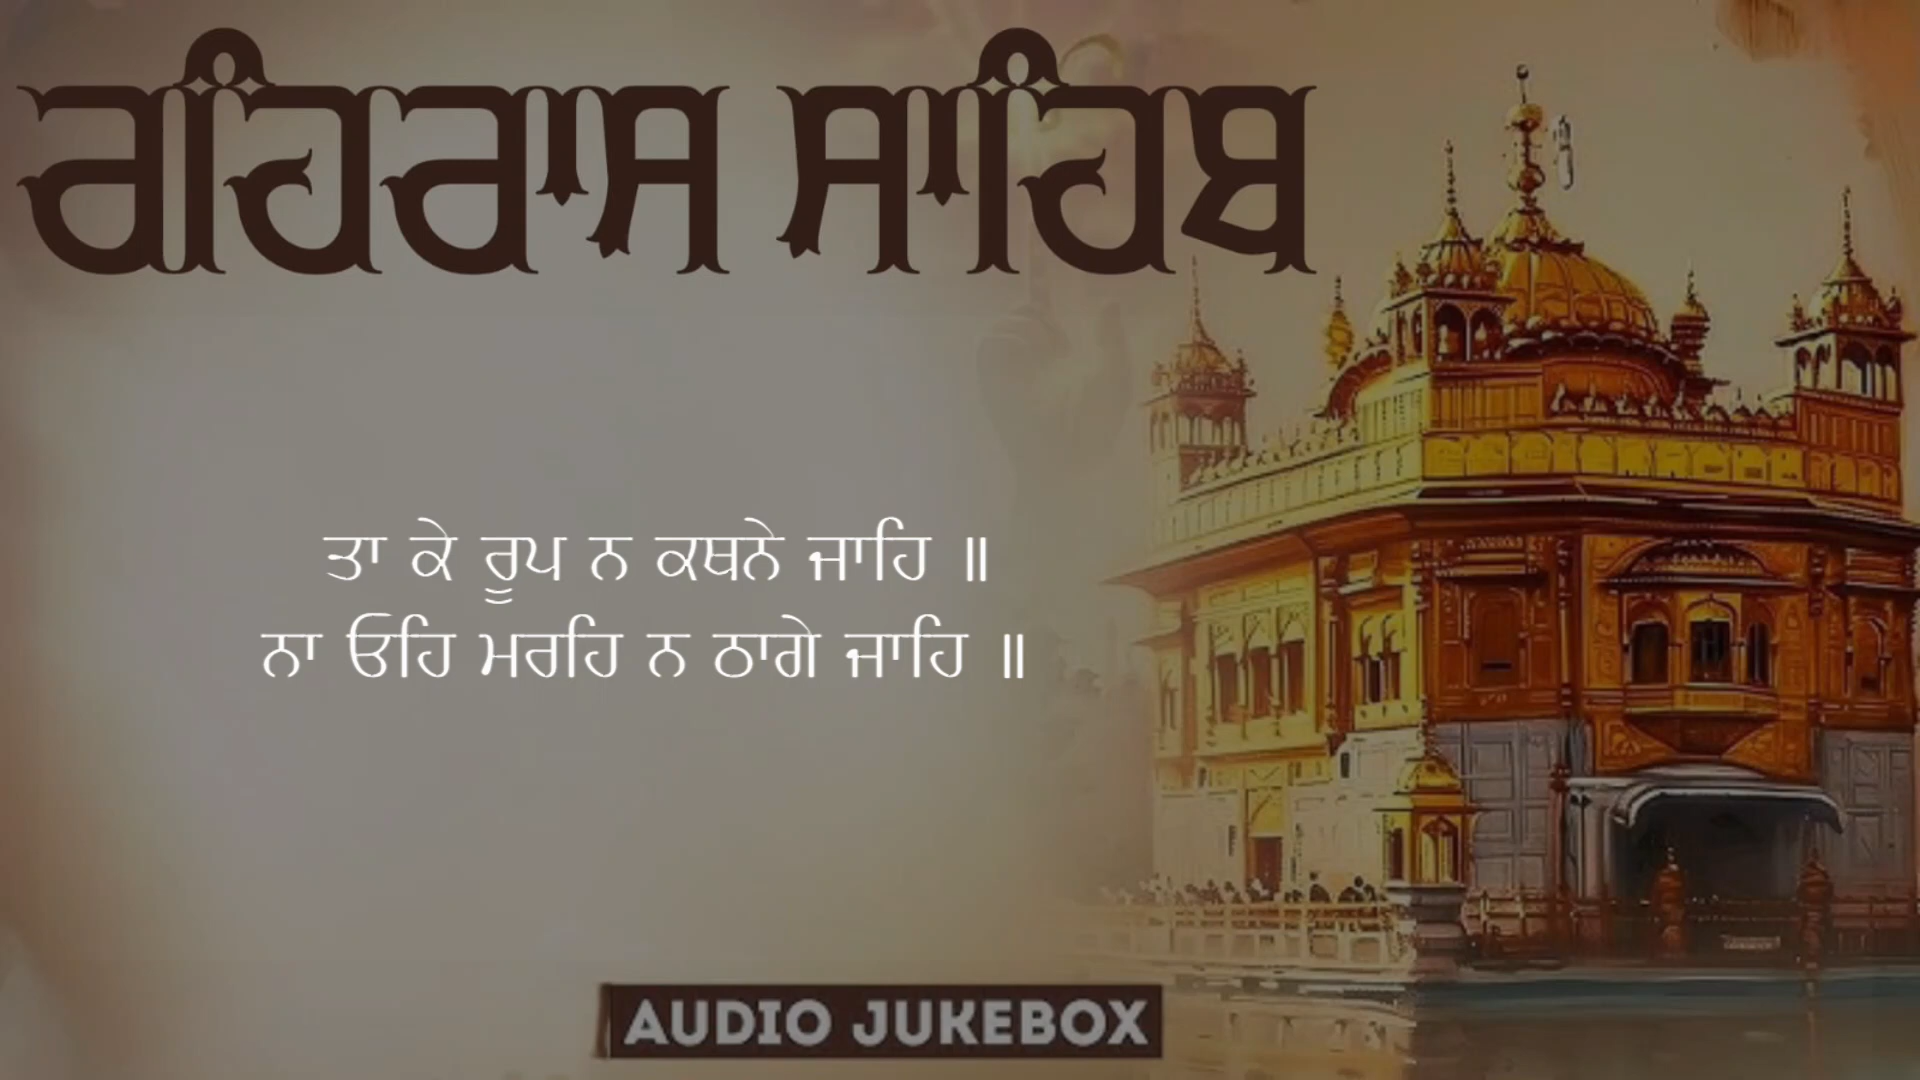 ਰਹਿਰਾਸ ਸਾਹਿਬ
ਤਾ ਕੇ ਰੂਪ ਨ ਕਥਨੇ ਜਾਹਿ ॥
ਨਾ ਓਹਿ ਮਰਹਿ ਨ ਠਾਗੇ ਜਾਹਿ ॥
AUDIO JUKEBOX